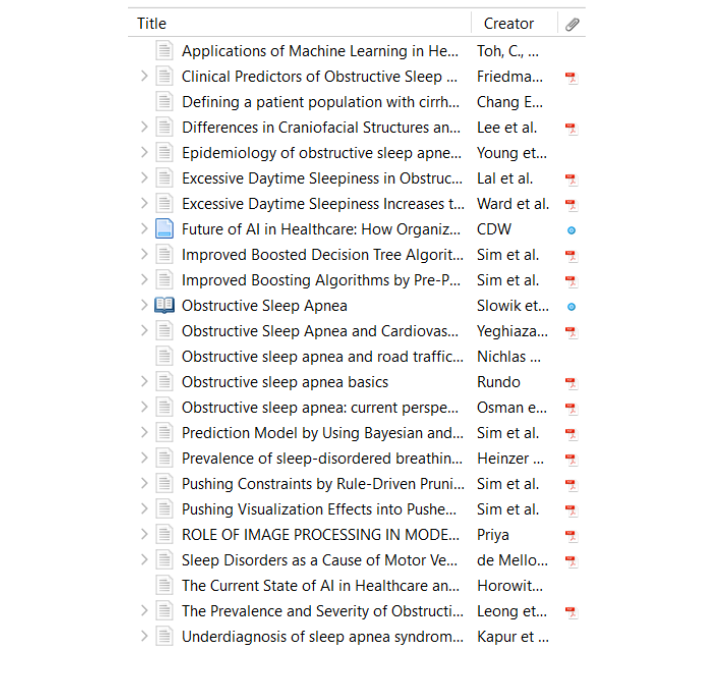 Title Creator
Applications of Machine Learning in He... Toh, C., ...
Clinical Predictors of Obstructive Sleep ... Friedma...
Defining a patient population with cirrh... Chang E...
Differences in Craniofacial Structures an... Lee et al.
Epidemiology of obstructive sleep apne... Young et...
Excessive Daytime Sleepiness in Obstruc... Lal et al.
Excessive Daytime Sleepiness Increases t... Ward et al.
Future of AI in Healthcare: How Organiz... CDW
Improved Boosted Decision Tree Algorit... Sim et al.
Improved Boosting Algorithms by Pre-P... Sim et al.
Obstructive Sleep Apnea Slowik et...
Obstructive Sleep Apnea and Cardiovas... Yeghiaza...
Obstructive sleep apnea and road traffic... Nichlas ...
Obstructive sleep apnea basics Rundo
Obstructive sleep apnea: current perspe... Osman e...
Prediction Model by Using Bayesian and... Sim et al.
Prevalence of sleep-disordered breathin... Heinzer ...
Pushing Constraints by Rule-Driven Pruni... Sim et al.
Pushing Visualization Effects into Pushe... Sim et al.
ROLE OF IMAGE PROCESSING IN MODE... Priya
Sleep Disorders as a Cause of Motor Ve... de Mello...
The Current State of AI in Healthcare an... Horowit...
The Prevalence and Severity of Obstructi... Leong et...
Underdiagnosis of sleep apnea syndrom... Kapur et ...